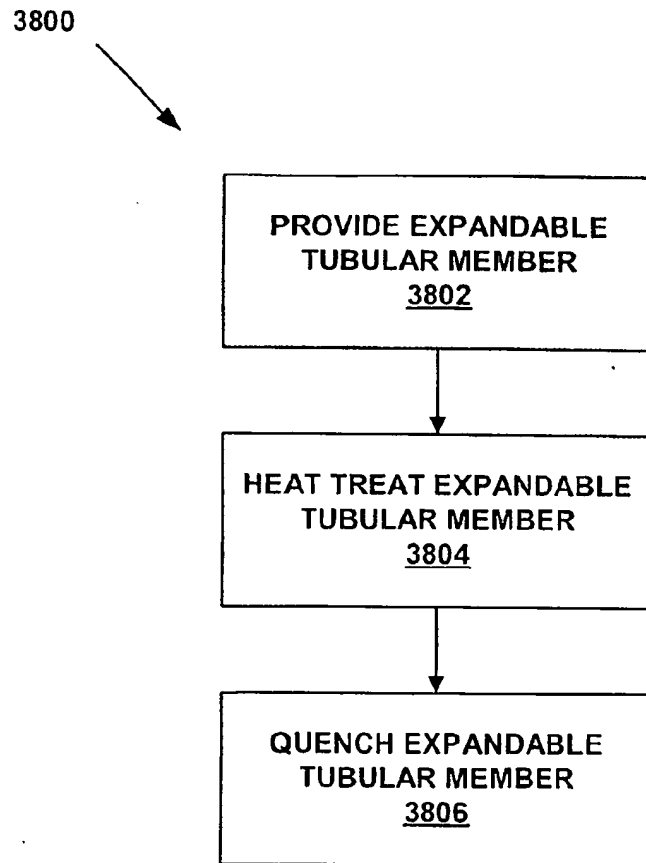 3800
PROVIDE EXPANDABLE
TUBULAR MEMBER
3802
HEAT TREAT EXPANDABLE
TUBULAR MEMBER
3804
QUENCH EXPANDABLE
TUBULAR MEMBER
3806